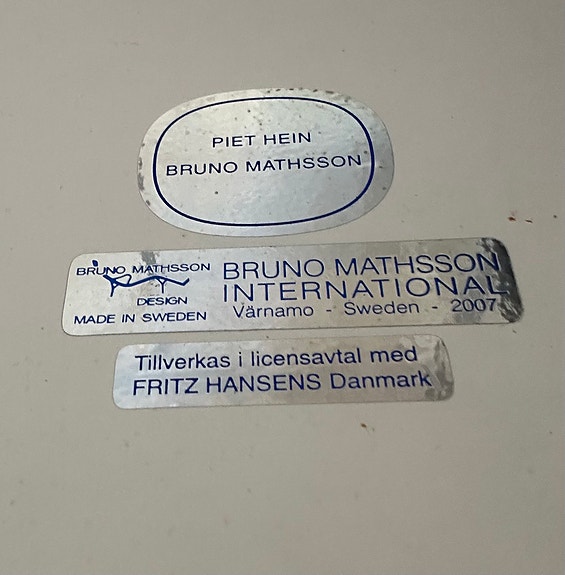 PIET HEIN
BRUNO MATHSSON
BRUNO MATHSSON
DESIGN
MADE IN SWEDEN
BRUNO MATHSSON
INTERNATIONAL
Värnamo - Sweden - 2007
Tillverkas i licensavtal med
FRITZ HANSENS Danmark